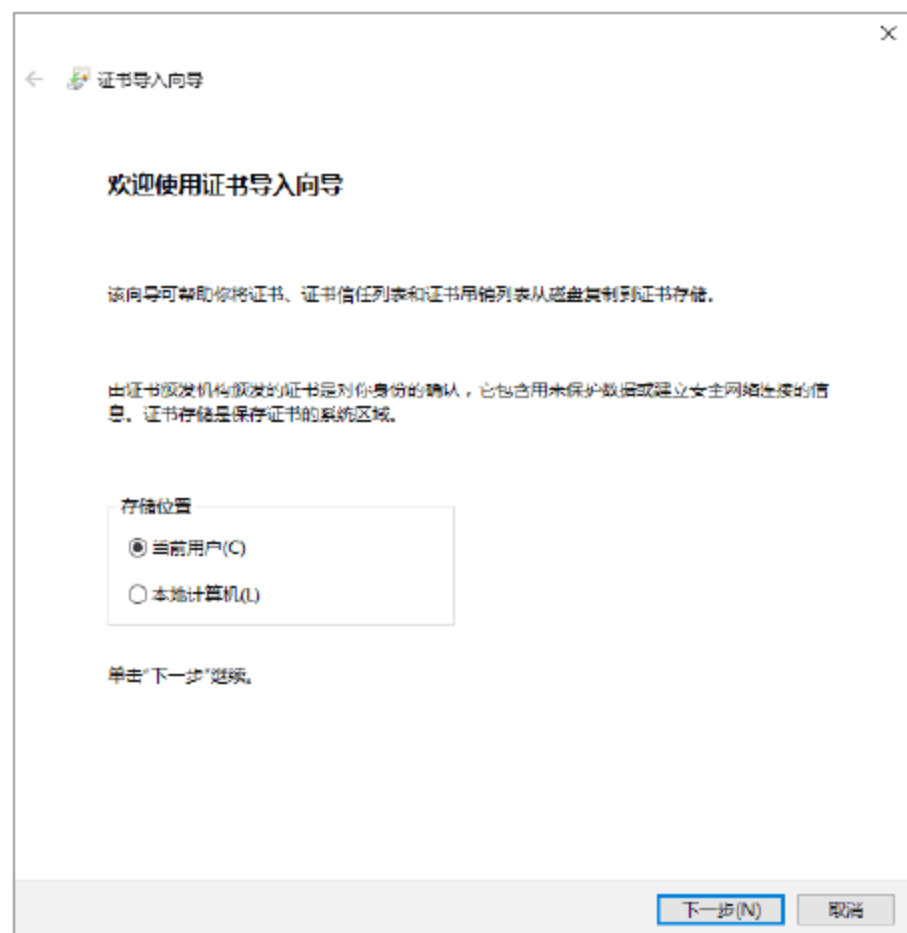 证书导入向导
欢迎使用证书导入向导
该向导可帮助你将证书、证书信任列表和证书吊销列表从磁盘复制到证书存储。
由证书颁发机构颁发的证书是对你身份的确认，它包含用来保护数据或建立安全网络连接的信
息。证书存储是保存证书的系统区域。
存储位置
当前用户(C)
本地计算机(L)
单击"下一步"继续。
下一步(N)
取消